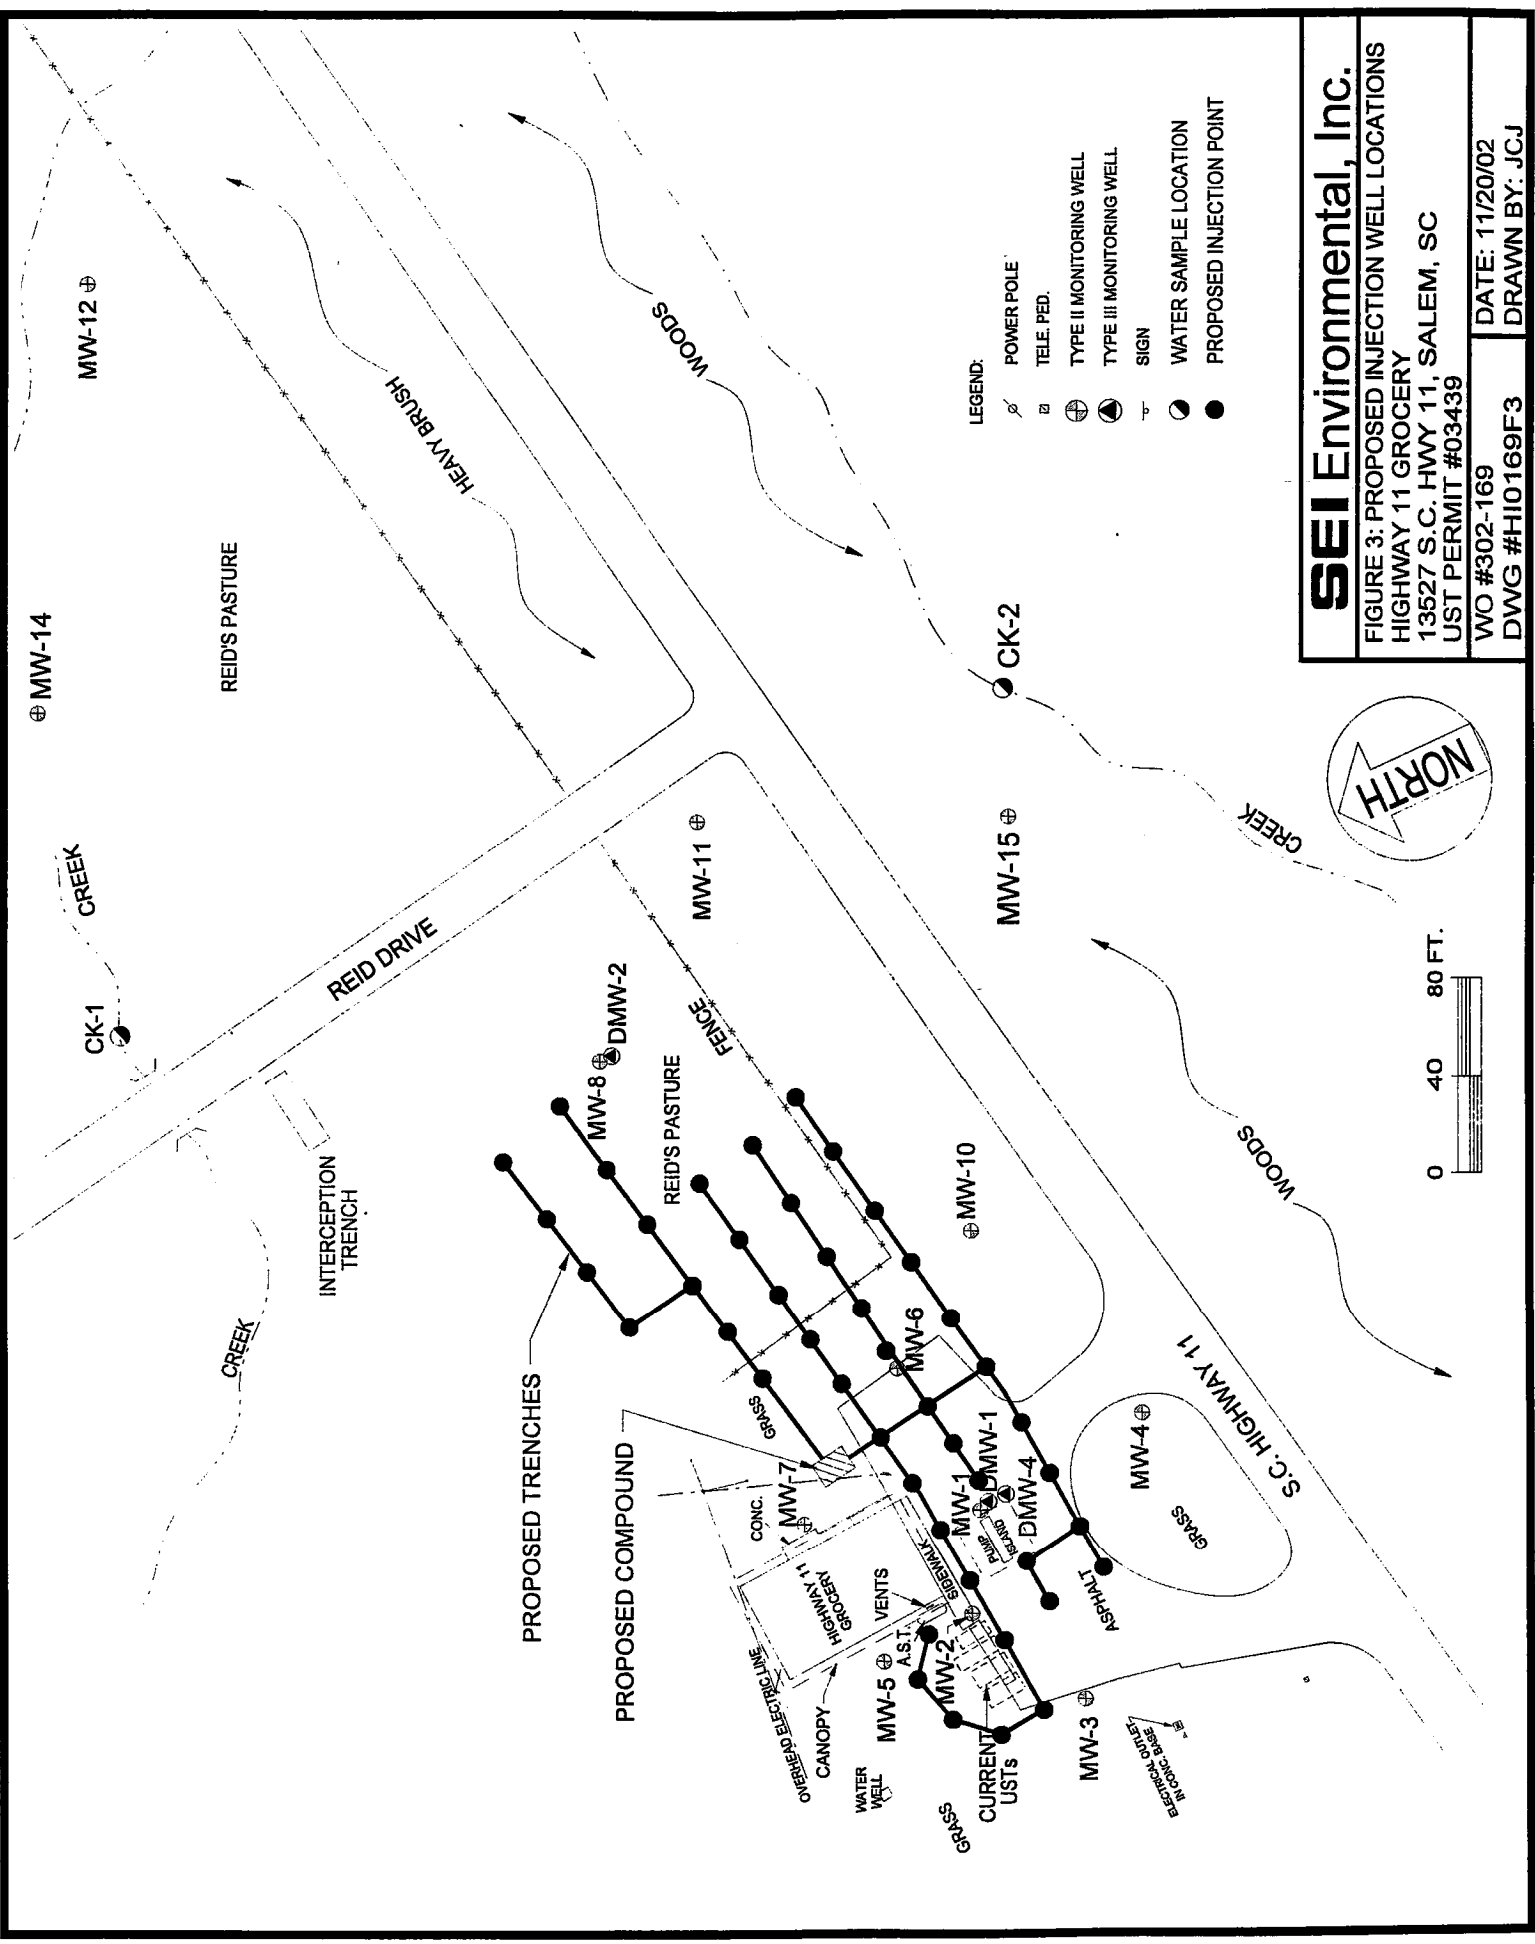 MW-14
MW-12
REID'S PASTURE
HEAVY BRUSH
WOODS
CREEK
CK-1
REID DRIVE
INTERCEPTION
TRENCH
CREEK
PROPOSED TRENCHES
PROPOSED COMPOUND
MW-8
DMW-2
REID'S PASTURE
FENCE
MW-11
MW-15
CK-2
CREEK
MW-10
MW-6
GRASS
CONC.
MW-7
HIGHWAY 11
GROCERY
OVERHEAD ELECTRIC LINE
CANOPY
SIDEWALK
VENTS
A.S.T.
MW-5
MW-2
WATER
WELL
GRASS
CURRENT
USTs
MW-1
DMW-1
DMW-4
PUMP
ISLAND
ASPHALT
MW-4
GRASS
MW-3
ELECTRICAL OUTLET
IN CONC. BASE
S.C. HIGHWAY 11
WOODS
LEGEND:
POWER POLE
TELE. PED.
TYPE II MONITORING WELL
TYPE III MONITORING WELL
SIGN
WATER SAMPLE LOCATION
PROPOSED INJECTION POINT
0 40 80 FT.
NORTH
SEI Environmental, Inc.
FIGURE 3: PROPOSED INJECTION WELL LOCATIONS
HIGHWAY 11 GROCERY
13527 S.C. HWY 11, SALEM, SC
UST PERMIT #03439
WO #302-169
DATE: 11/20/02
DWG #HI0169F3
DRAWN BY: JCJ